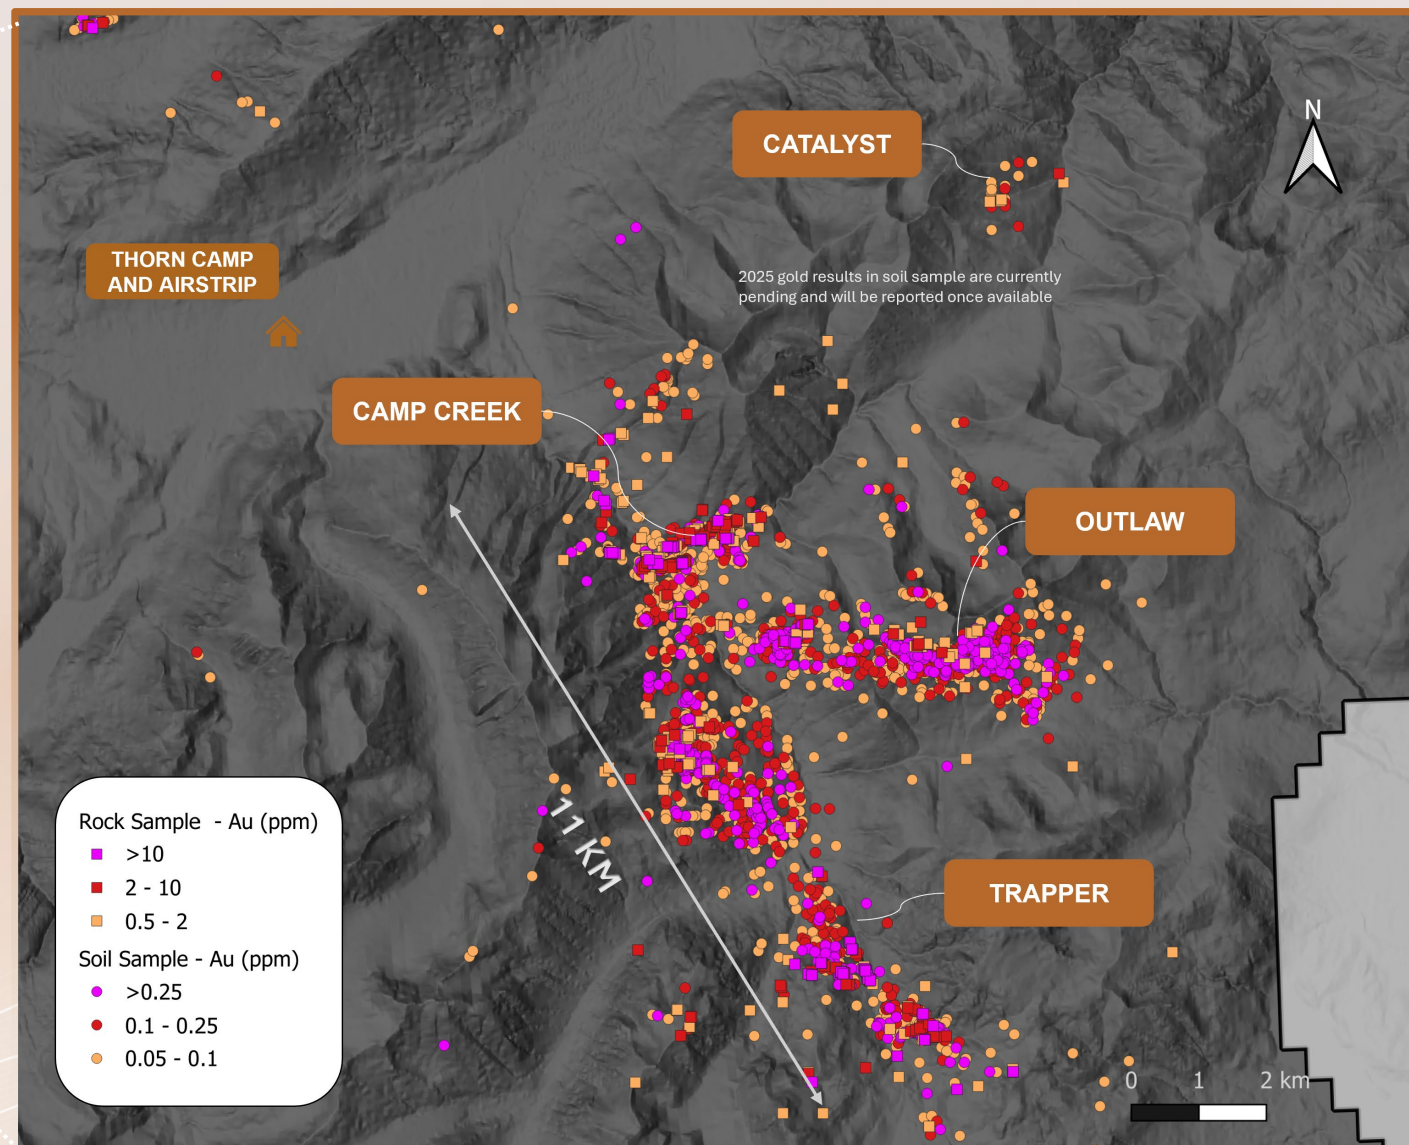 N
CATALYST
THORN CAMP
AND AIRSTRIP
2025 gold results in soil sample are currently
pending and will be reported once available
CAMP CREEK
OUTLAW
11 KM
TRAPPER
Rock Sample - Au (ppm)
>10
2 - 10
0.5 - 2
Soil Sample - Au (ppm)
>0.25
0.1 - 0.25
0.05 - 0.1
0 1 2 km